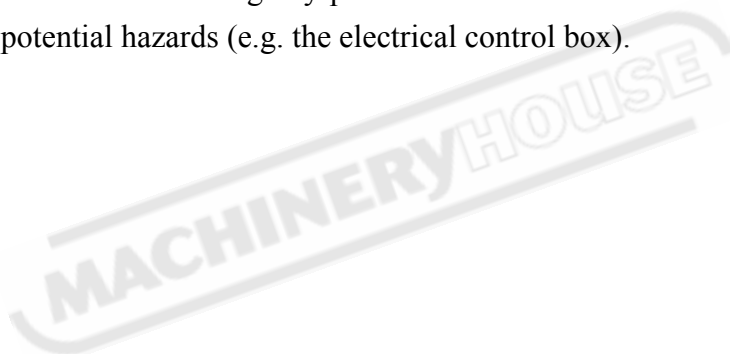 potential hazards (e.g. the electrical control box).
MACHINERYHOUSE